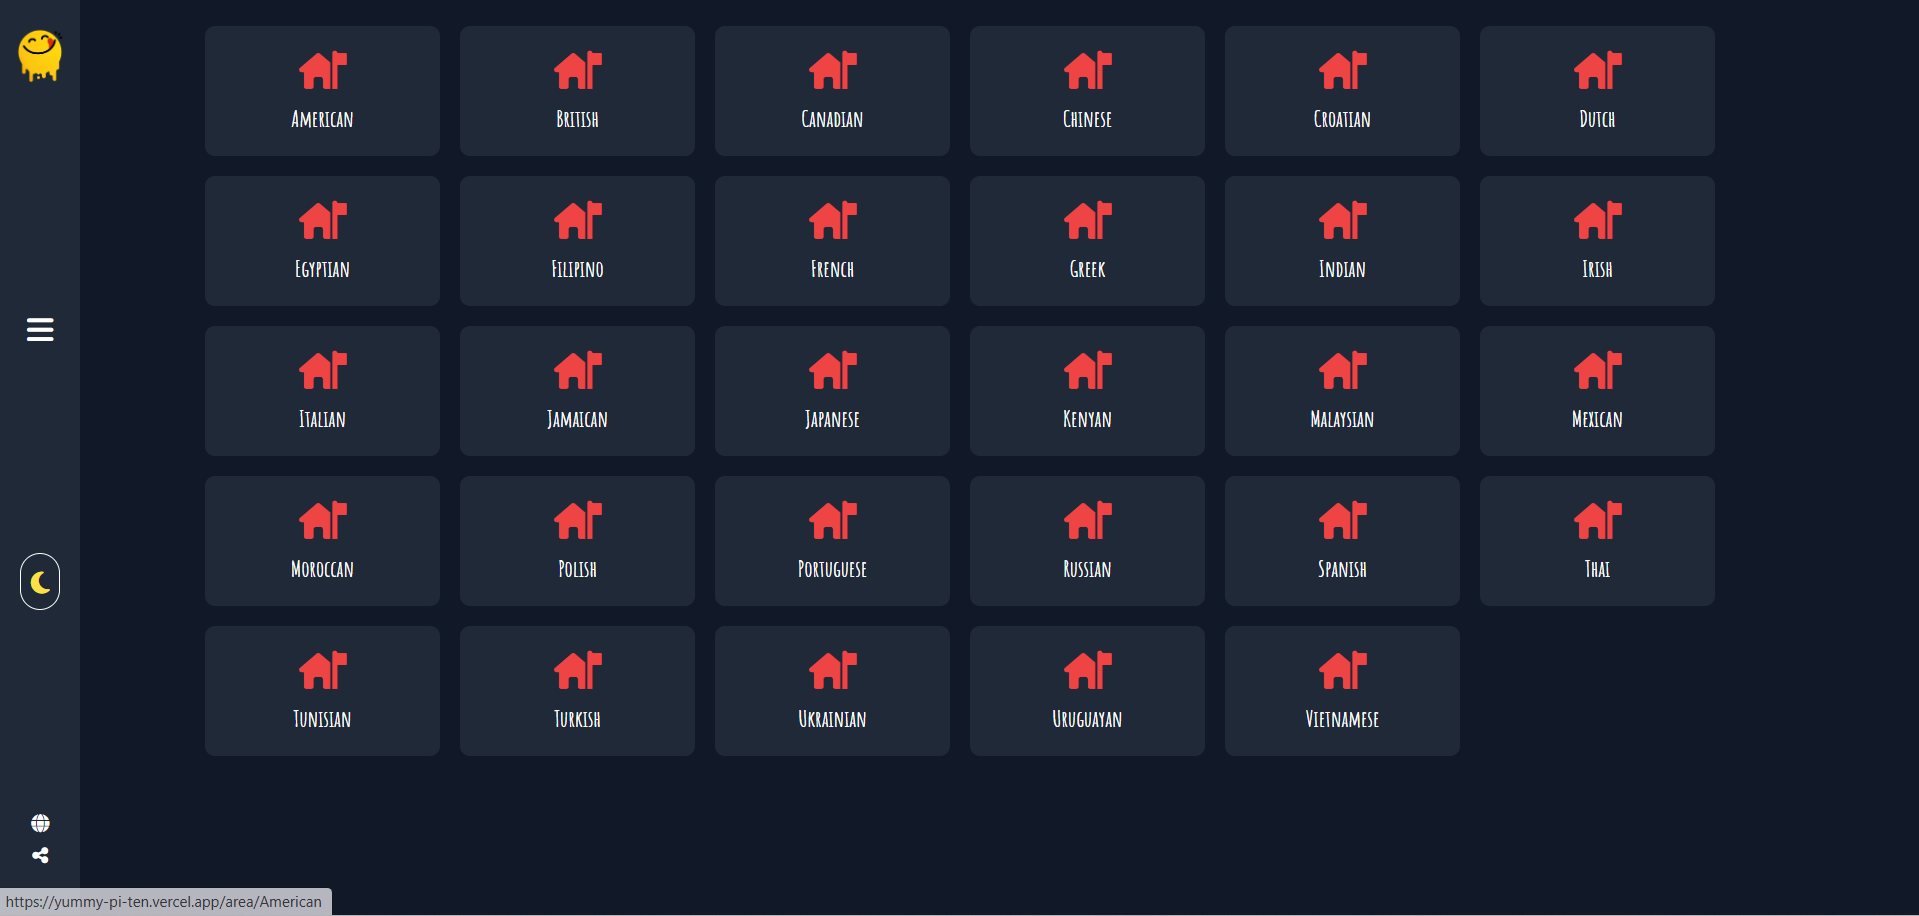 American
British
Canadian
Chinese
Croatian
Dutch
Egyptian
Filipino
French
Greek
Indian
Irish
Italian
Jamaican
Japanese
Kenyan
Malaysian
Mexican
Moroccan
Polish
Portuguese
Russian
Spanish
Thai
Tunisian
Turkish
Ukrainian
Uruguayan
Vietnamese
https://yummy-pi-ten.vercel.app/area/American